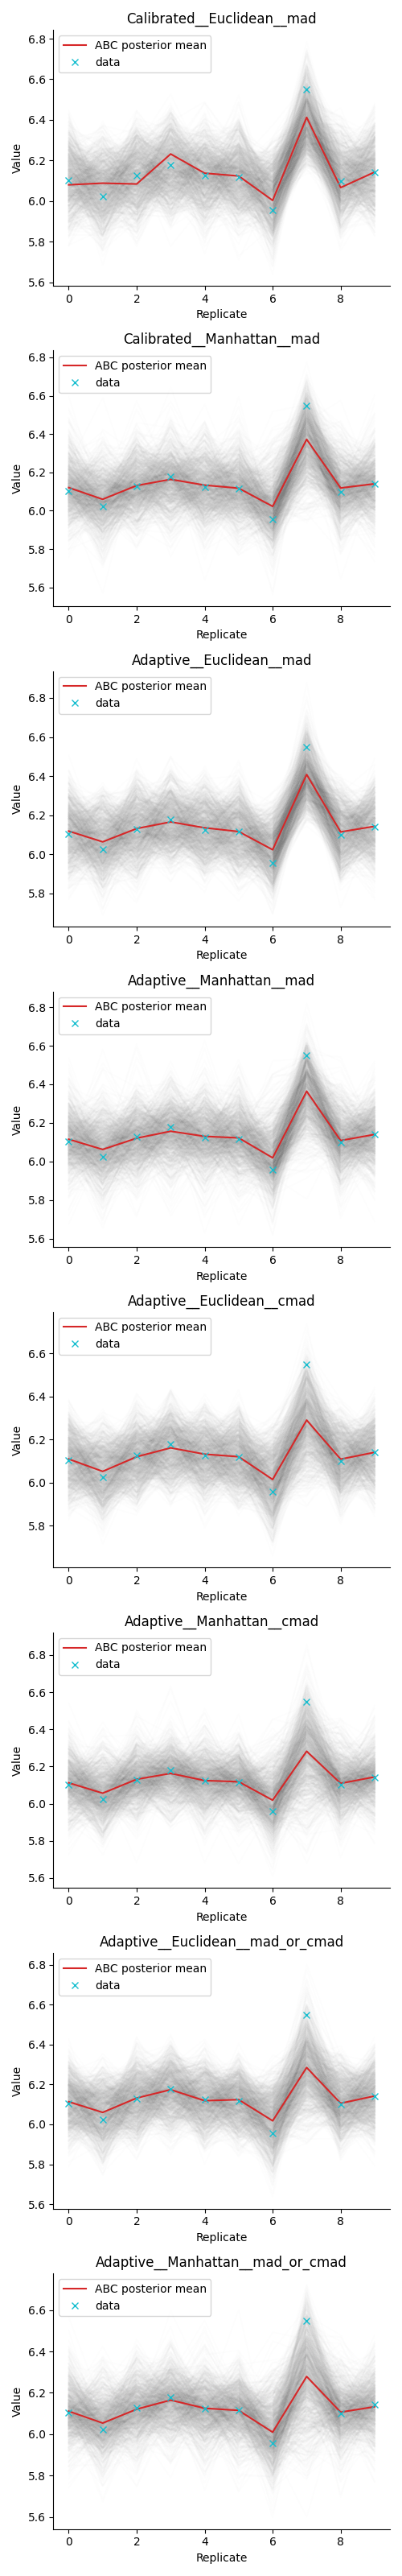 Calibrated__Euclidean__mad
ABC posterior mean
data
Value
6.8
6.6
6.4
6.2
6.0
5.8
5.6
0 2 4 6 8
Replicate
Calibrated__Manhattan__mad
ABC posterior mean
data
Value
6.8
6.6
6.4
6.2
6.0
5.8
5.6
0 2 4 6 8
Replicate
Adaptive__Euclidean__mad
ABC posterior mean
data
Value
6.8
6.6
6.4
6.2
6.0
5.8
0 2 4 6 8
Replicate
Adaptive__Manhattan__mad
ABC posterior mean
data
Value
6.8
6.6
6.4
6.2
6.0
5.8
5.6
0 2 4 6 8
Replicate
Adaptive__Euclidean__cmad
ABC posterior mean
data
Value
6.6
6.4
6.2
6.0
5.8
0 2 4 6 8
Replicate
Adaptive__Manhattan__cmad
ABC posterior mean
data
Value
6.8
6.6
6.4
6.2
6.0
5.8
5.6
0 2 4 6 8
Replicate
Adaptive__Euclidean__mad_or_cmad
ABC posterior mean
data
Value
6.8
6.6
6.4
6.2
6.0
5.8
5.6
0 2 4 6 8
Replicate
Adaptive__Manhattan__mad_or_cmad
ABC posterior mean
data
Value
6.6
6.4
6.2
6.0
5.8
5.6
0 2 4 6 8
Replicate